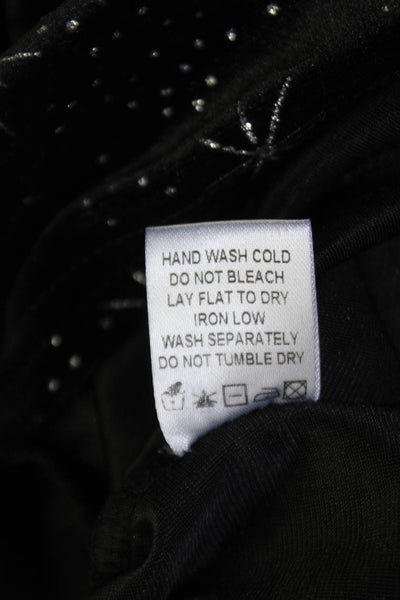 HAND WASH COLD
DO NOT BLEACH
LAY FLAT TO DRY
IRON LOW
WASH SEPARATELY
DO NOT TUMBLE DRY